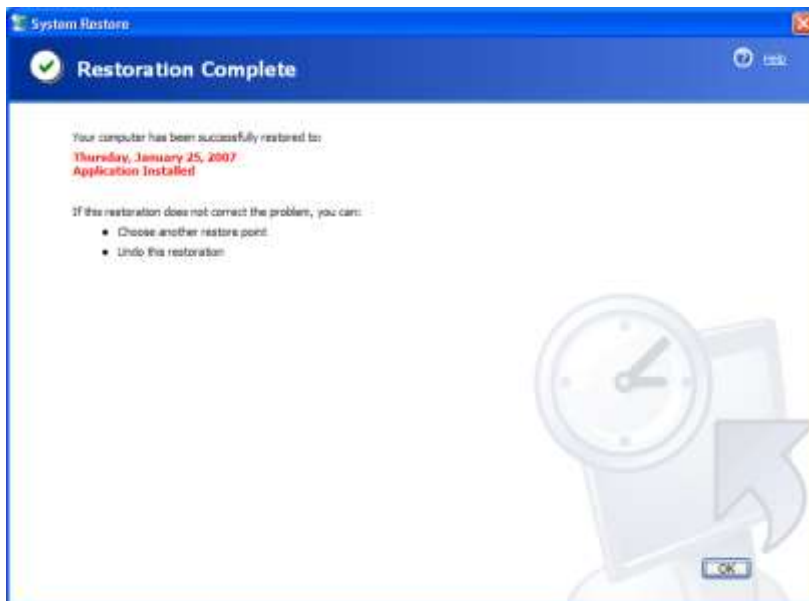 System Restore
Restoration Complete
Help
Your computer has been successfully restored to:
Thursday, January 25, 2007
Application Installed
If this restoration does not correct the problem, you can:
• Choose another restore point
• Undo this restoration
OK